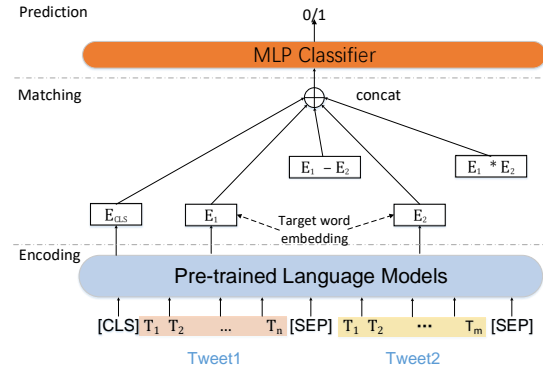 Prediction
0/1
MLP Classifier
Matching
concat
E₁ − E₂
E₁ * E₂
E_CLS
E₁
Target word
embedding
E₂
Encoding
Pre-trained Language Models
[CLS] T₁ T₂ ... Tₙ [SEP] T₁ T₂ ... Tₘ [SEP]
Tweet1 Tweet2